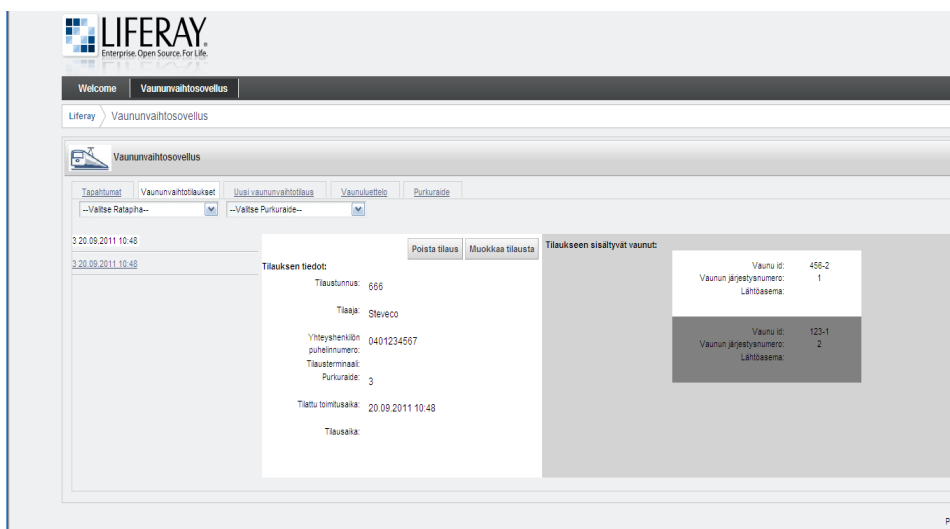 LIFERAY.
Enterprise. Open Source. For Life.
Welcome Vaununvaihtosovellus
Liferay Vaununvaihtosovellus
Vaununvaihtosovellus
Tapahtumat Vaununvaihtotilaukset Uusi vaununvaihtotilaus Vaunuluettelo Purkuraide
--Valitse Ratapiha-- --Valitse Purkuraide--
3 20.09.2011 10:48
3 20.09.2011 10:48
Poista tilaus Muokkaa tilausta
Tilauksen tiedot:
Tilaustunnus: 666
Tilaaja: Steveco
Yhteyshenkilön
puhelinnumero: 0401234567
Tilausterminaali:
Purkuraide: 3
Tilattu toimitusaika: 20.09.2011 10:48
Tilausaika:
Tilaukseen sisältyvät vaunut:
Vaunu id: 456-2
Vaunun järjestysnumero: 1
Lähtöasema:
Vaunu id: 123-1
Vaunun järjestysnumero: 2
Lähtöasema:
P